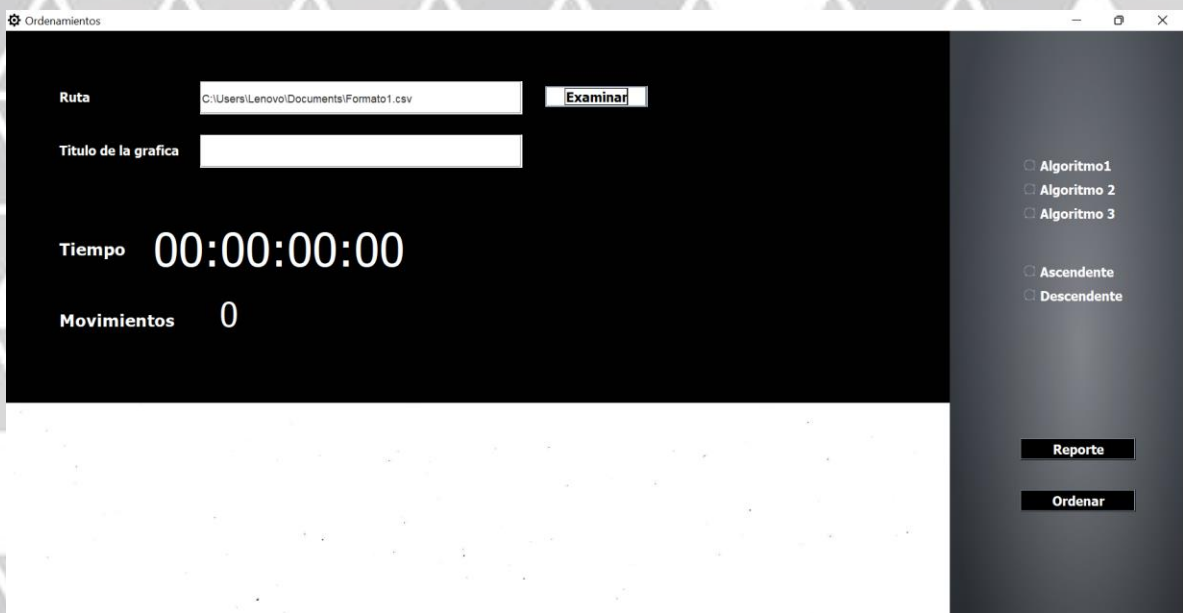 Ordenamientos
Ruta
C:\Users\Lenovo\Documents\Formato1.csv
Examinar
Titulo de la grafica
Tiempo 00:00:00:00
Movimientos 0
Algoritmo1
Algoritmo 2
Algoritmo 3
Ascendente
Descendente
Reporte
Ordenar